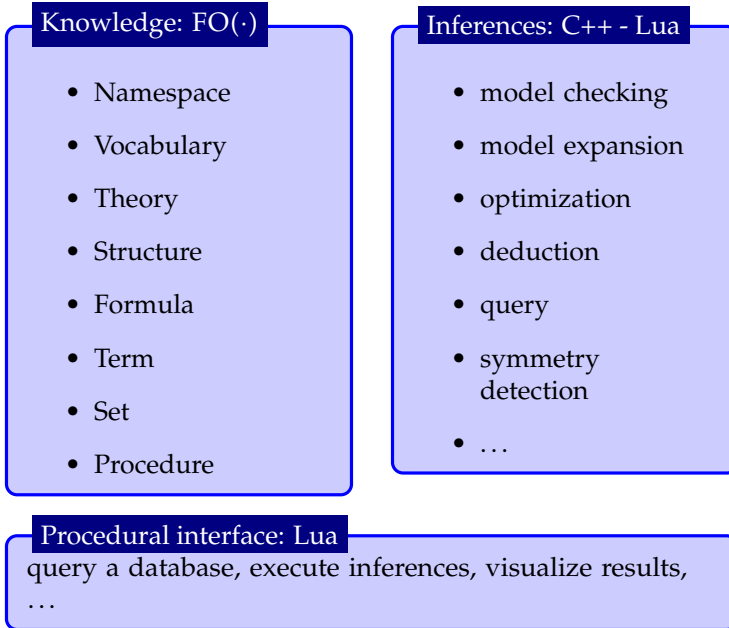 Knowledge: FO(·)
• Namespace
• Vocabulary
• Theory
• Structure
• Formula
• Term
• Set
• Procedure
Inferences: C++ - Lua
• model checking
• model expansion
• optimization
• deduction
• query
• symmetry
detection
• . . .
Procedural interface: Lua
query a database, execute inferences, visualize results,
. . .